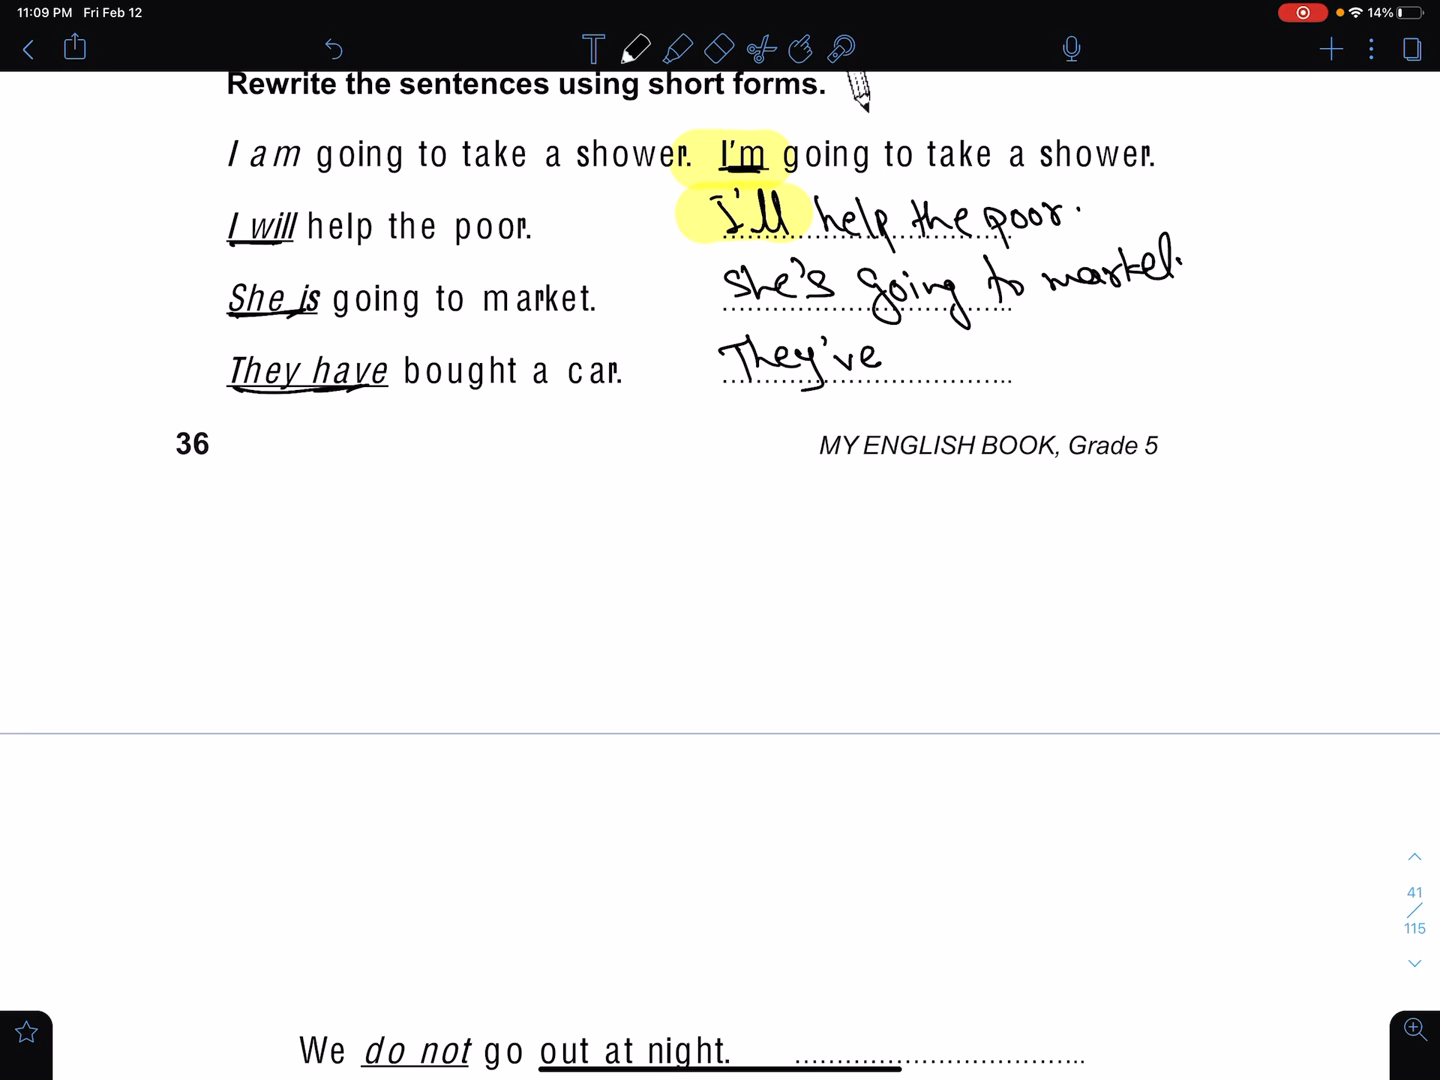 11:09 PM Fri Feb 12
14%
Rewrite the sentences using short forms.
I am going to take a shower. I'm going to take a shower.
I will help the poor. I'll help the poor.
She is going to market. She's going to market.
They have bought a car. They've
36 MY ENGLISH BOOK, Grade 5
41
115
We do not go out at night.